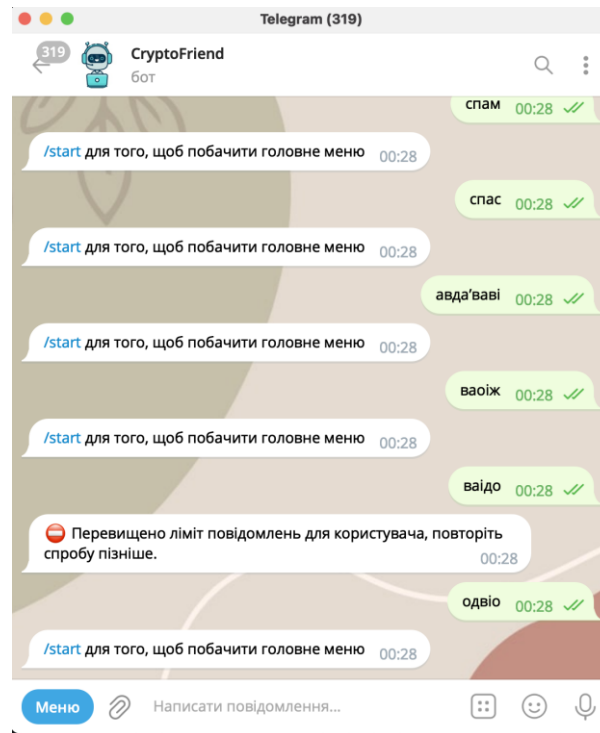 Telegram (319)
319
CryptoFriend
бот
спам 00:28
/start для того, щоб побачити головне меню 00:28
спас 00:28
/start для того, щоб побачити головне меню 00:28
авда'ваві 00:28
/start для того, щоб побачити головне меню 00:28
ваоіж 00:28
/start для того, щоб побачити головне меню 00:28
ваідо 00:28
Перевищено ліміт повідомлень для користувача, повторіть
спробу пізніше. 00:28
одвіо 00:28
/start для того, щоб побачити головне меню 00:28
Меню Написати повідомлення...